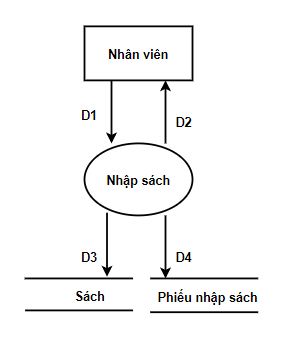 Nhân viên
D1
D2
Nhập sách
D3
D4
Sách
Phiếu nhập sách